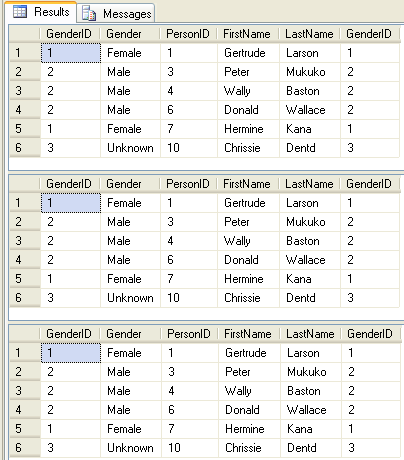 Results Messages
GenderID Gender PersonID FirstName LastName GenderID
1 1 Female 1 Gertrude Larson 1
2 2 Male 3 Peter Mukuko 2
3 2 Male 4 Wally Baston 2
4 2 Male 6 Donald Wallace 2
5 1 Female 7 Hermine Kana 1
6 3 Unknown 10 Chrissie Dentd 3
GenderID Gender PersonID FirstName LastName GenderID
1 1 Female 1 Gertrude Larson 1
2 2 Male 3 Peter Mukuko 2
3 2 Male 4 Wally Baston 2
4 2 Male 6 Donald Wallace 2
5 1 Female 7 Hermine Kana 1
6 3 Unknown 10 Chrissie Dentd 3
GenderID Gender PersonID FirstName LastName GenderID
1 1 Female 1 Gertrude Larson 1
2 2 Male 3 Peter Mukuko 2
3 2 Male 4 Wally Baston 2
4 2 Male 6 Donald Wallace 2
5 1 Female 7 Hermine Kana 1
6 3 Unknown 10 Chrissie Dentd 3